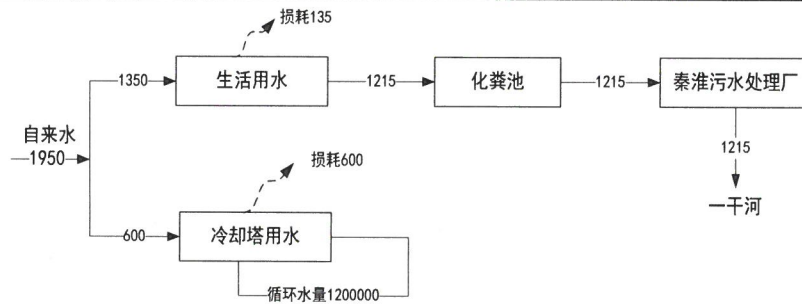 损耗135
1350
生活用水
1215
化粪池
1215
秦淮污水处理厂
自来水
1950
1215
损耗600
一干河
600
冷却塔用水
循环水量1200000